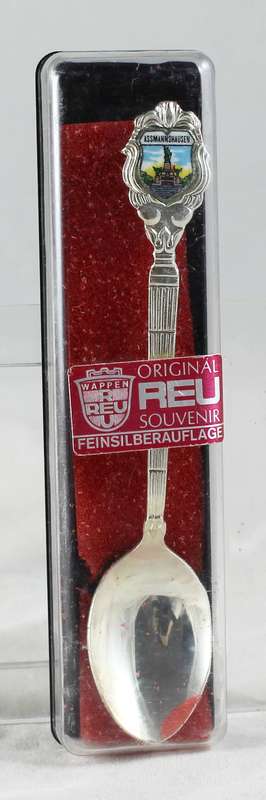 ASSMANNSHAUSEN
WAPPEN
REU
ORIGINAL
REU
SOUVENIR
FEINSILBERAUFLAGE